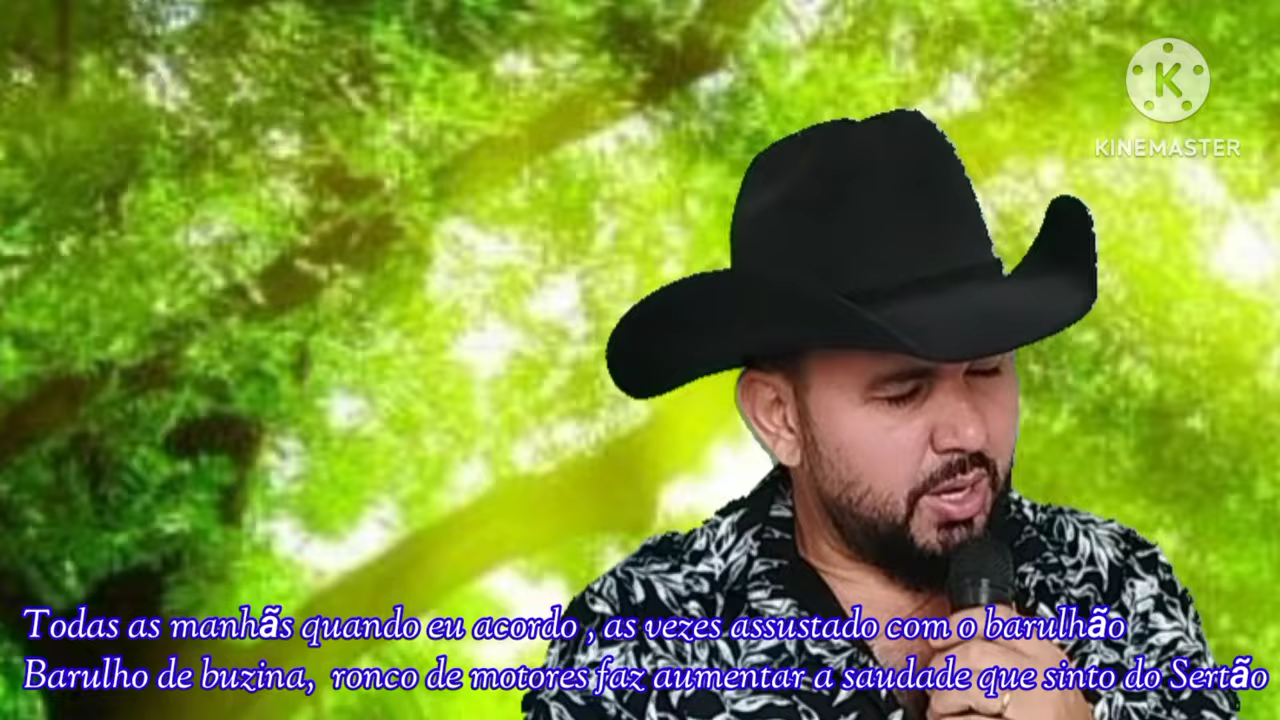 KINEMASTER
Todas as manhãs quando eu acordo , as vezes assustado com o barulhão
Barulho de buzina, ronco de motores faz aumentar a saudade que sinto do Sertão